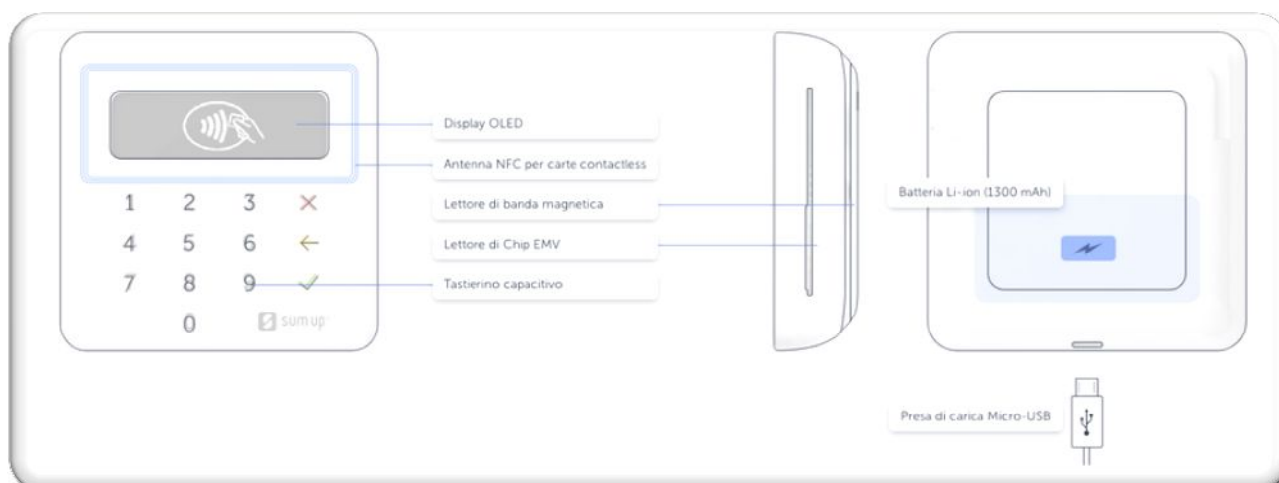 Display OLED
Antenna NFC per carte contactless
Lettore di banda magnetica
Lettore di Chip EMV
Tastierino capacitivo
1 2 3
4 5 6
7 8 9
0 sumup
Batteria Li-ion (1300 mAh)
Presa di carica Micro-USB